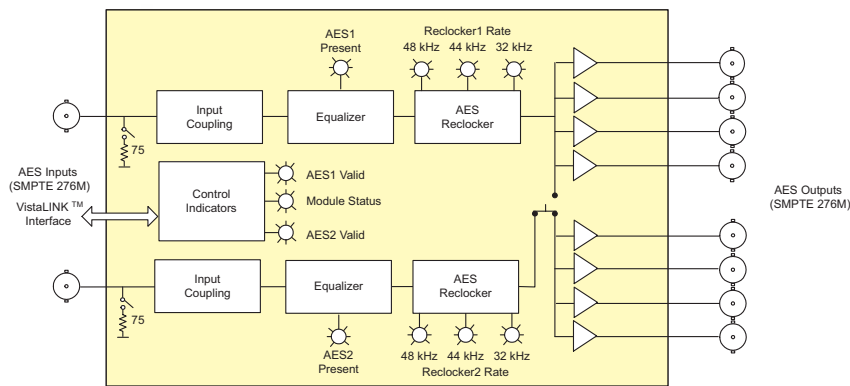 AES1
Present
Reclocker1 Rate
48 kHz 44 kHz 32 kHz
Input
Coupling
Equalizer
AES
Reclocker
75
AES Inputs
(SMPTE 276M)
VistaLINK TM
Interface
Control
Indicators
AES1 Valid
Module Status
AES2 Valid
AES Outputs
(SMPTE 276M)
Input
Coupling
Equalizer
AES
Reclocker
75
AES2
Present
48 kHz 44 kHz 32 kHz
Reclocker2 Rate